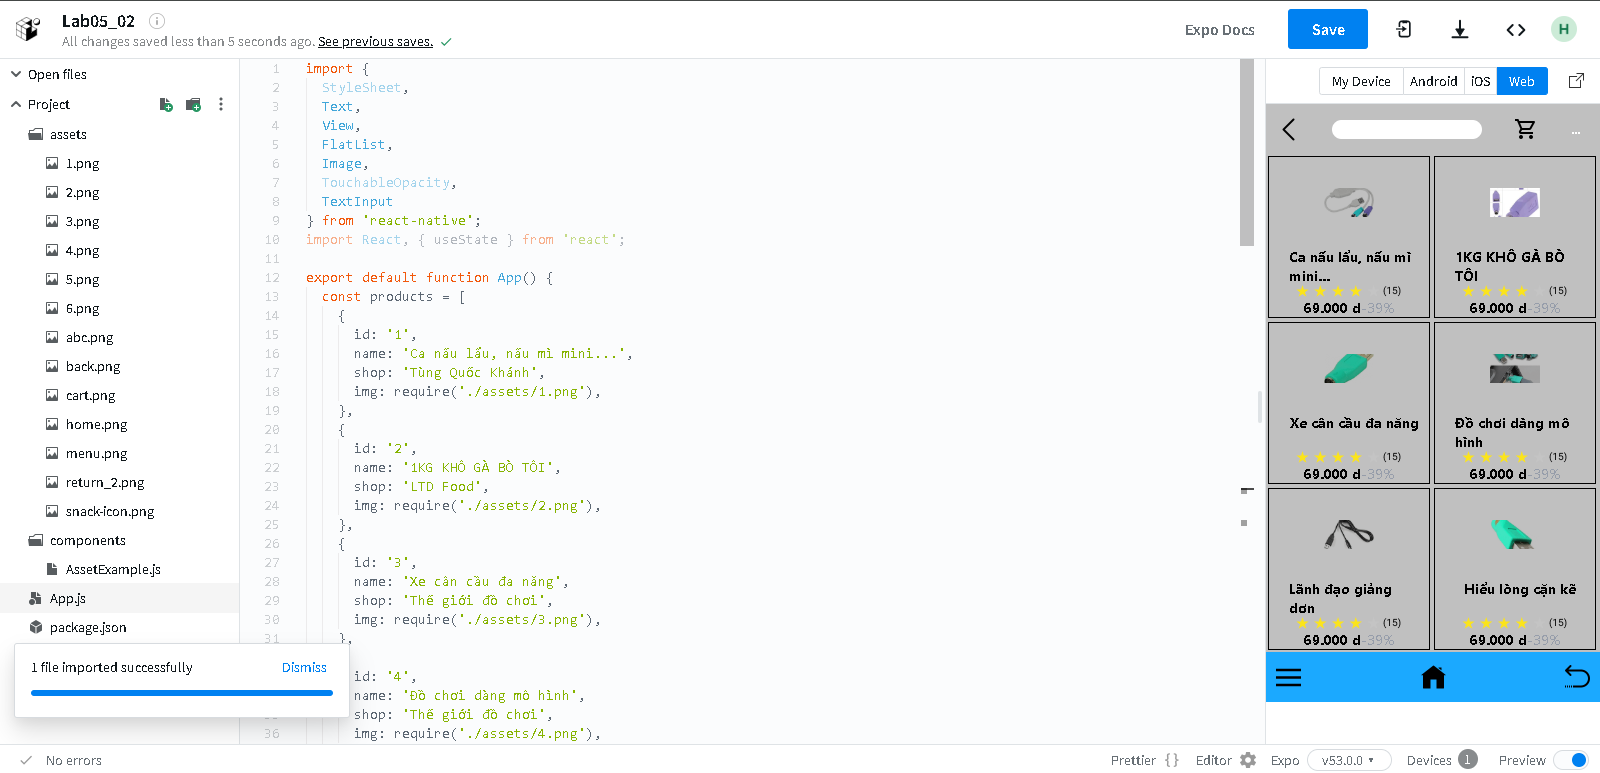 Lab05_02
All changes saved less than 5 seconds ago. See previous saves.
Expo Docs
Save
H
Open files
Project
assets
1.png
2.png
3.png
4.png
5.png
6.png
abc.png
back.png
cart.png
home.png
menu.png
return_2.png
snack-icon.png
components
AssetExample.js
App.js
package.json
1 file imported successfully
Dismiss
No errors
1 import {
2 StyleSheet,
3 Text,
4 View,
5 FlatList,
6 Image,
7 TouchableOpacity,
8 TextInput
9 } from 'react-native';
10 import React, { useState } from 'react';
11
12 export default function App() {
13 const products = [
14 {
15 id: '1',
16 name: 'Ca nấu lẩu, nấu mì mini...',
17 shop: 'Tùng Quốc Khánh',
18 img: require('./assets/1.png'),
19 },
20 {
21 id: '2',
22 name: '1KG KHÔ GÀ BÒ TÔI',
23 shop: 'LTD Food',
24 img: require('./assets/2.png'),
25 },
26 {
27 id: '3',
28 name: 'Xe cân cầu đa năng',
29 shop: 'Thế giới đồ chơi',
30 img: require('./assets/3.png'),
31 },
id: '4',
name: 'Đồ chơi dàng mô hình',
shop: 'Thế giới đồ chơi',
36 img: require('./assets/4.png'),
My Device Android iOS Web
...
Ca nấu lẩu, nấu mì
mini...
(15)
69.000 d-39%
1KG KHÔ GÀ BÒ
TÔI
(15)
69.000 d-39%
Xe cân cầu đa năng
(15)
69.000 d-39%
Đồ chơi dàng mô
hình
(15)
69.000 d-39%
Lãnh đạo giảng
dơn
(15)
69.000 d-39%
Hiểu lòng cặn kẽ
(15)
69.000 d-39%
Prettier {} Editor Expo v53.0.0 Devices 1 Preview